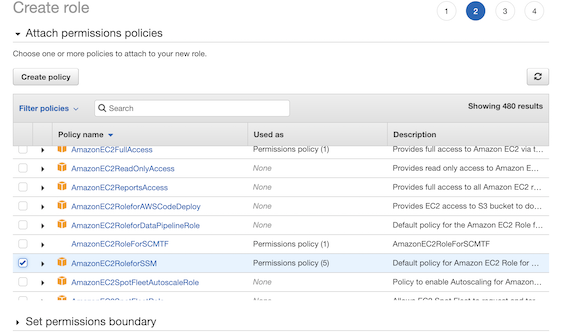 Create role
1 2 3 4
Attach permissions policies
Choose one or more policies to attach to your new role.
Create policy
Filter policies Search Showing 480 results
Policy name Used as Description
AmazonEC2FullAccess Permissions policy (1) Provides full access to Amazon EC2 via t…
AmazonEC2ReadOnlyAccess None Provides read only access to Amazon E…
AmazonEC2ReportsAccess None Provides full access to all Amazon EC2 r…
AmazonEC2RoleforAWSCodeDeploy None Provides EC2 access to S3 bucket to do…
AmazonEC2RoleforDataPipelineRole None Default policy for the Amazon EC2 Role f…
AmazonEC2RoleForSCMTF Permissions policy (1) AmazonEC2RoleForSCMTF
AmazonEC2RoleforSSM Permissions policy (5) Default policy for Amazon EC2 Role for …
AmazonEC2SpotFleetAutoscaleRole None Policy to enable Autoscaling for Amazon…
Set permissions boundary